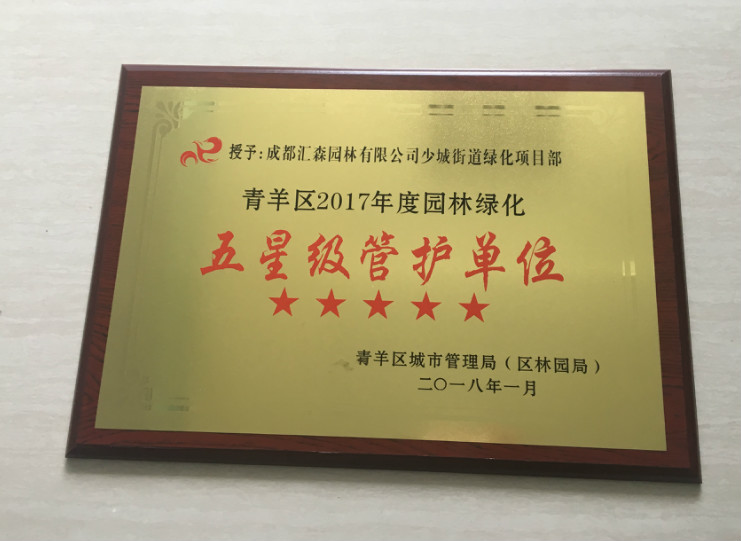 授予:成都汇森园林有限公司少城街道绿化项目部
青羊区2017年度园林绿化
五星级管护单位
★★★★★
青羊区城市管理局(区林园局)
二〇一八年一月